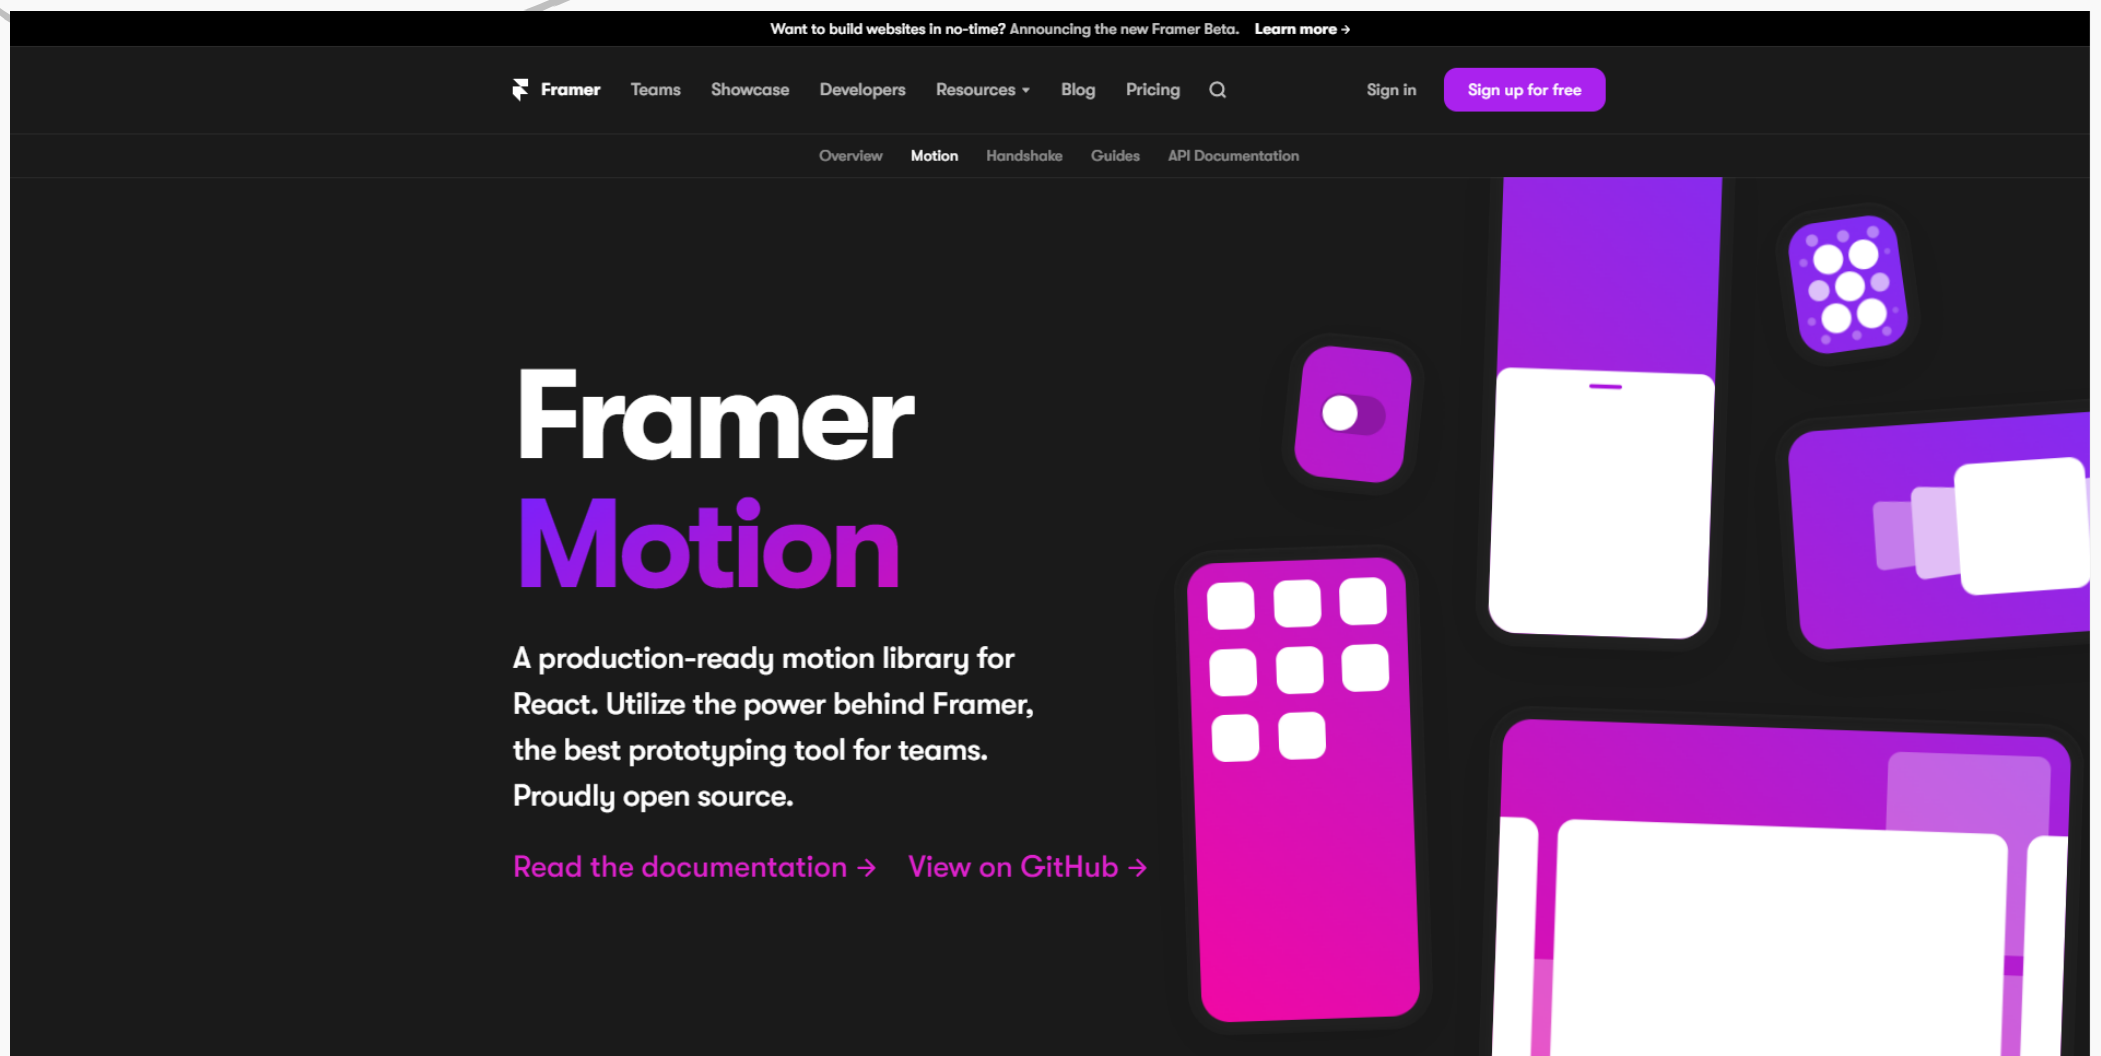 Want to build websites in no-time? Announcing the new Framer Beta. Learn more →
Framer Teams Showcase Developers Resources Blog Pricing Sign in Sign up for free
Overview Motion Handshake Guides API Documentation
Framer
Motion
A production-ready motion library for
React. Utilize the power behind Framer,
the best prototyping tool for teams.
Proudly open source.
Read the documentation → View on GitHub →